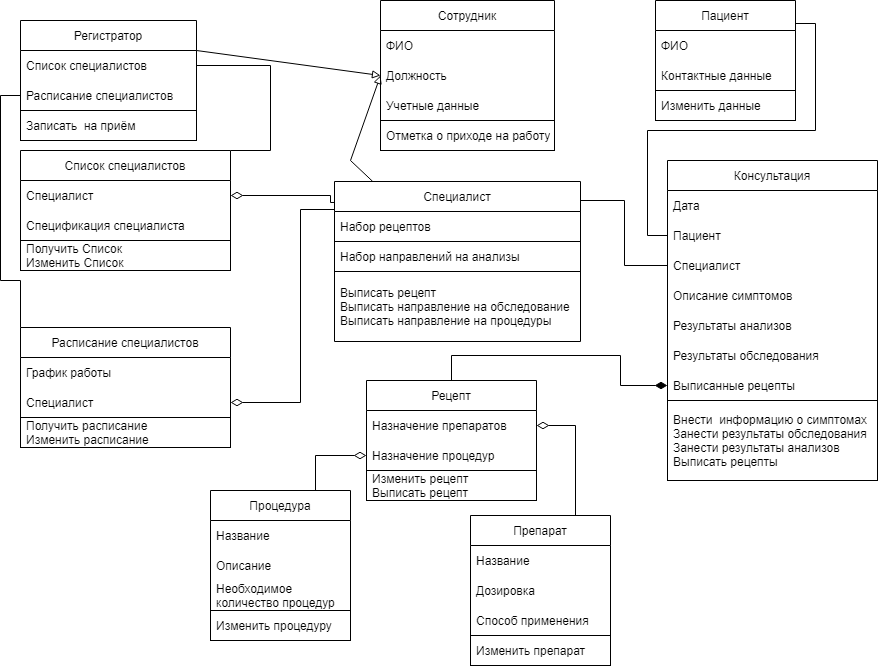 Регистратор
Список специалистов
Расписание специалистов
Записать на приём
Сотрудник
ФИО
Должность
Учетные данные
Отметка о приходе на работу
Пациент
ФИО
Контактные данные
Изменить данные
Список специалистов
Специалист
Спецификация специалиста
Получить Список
Изменить Список
Специалист
Набор рецептов
Набор направлений на анализы
Выписать рецепт
Выписать направление на обследование
Выписать направление на процедуры
Консультация
Дата
Пациент
Специалист
Описание симптомов
Результаты анализов
Результаты обследования
Выписанные рецепты
Внести информацию о симптомах
Занести результаты обследования
Занести результаты анализов
Выписать рецепты
Расписание специалистов
График работы
Специалист
Получить расписание
Изменить расписание
Рецепт
Назначение препаратов
Назначение процедур
Изменить рецепт
Выписать рецепт
Процедура
Название
Описание
Необходимое
количество процедур
Изменить процедуру
Препарат
Название
Дозировка
Способ применения
Изменить препарат